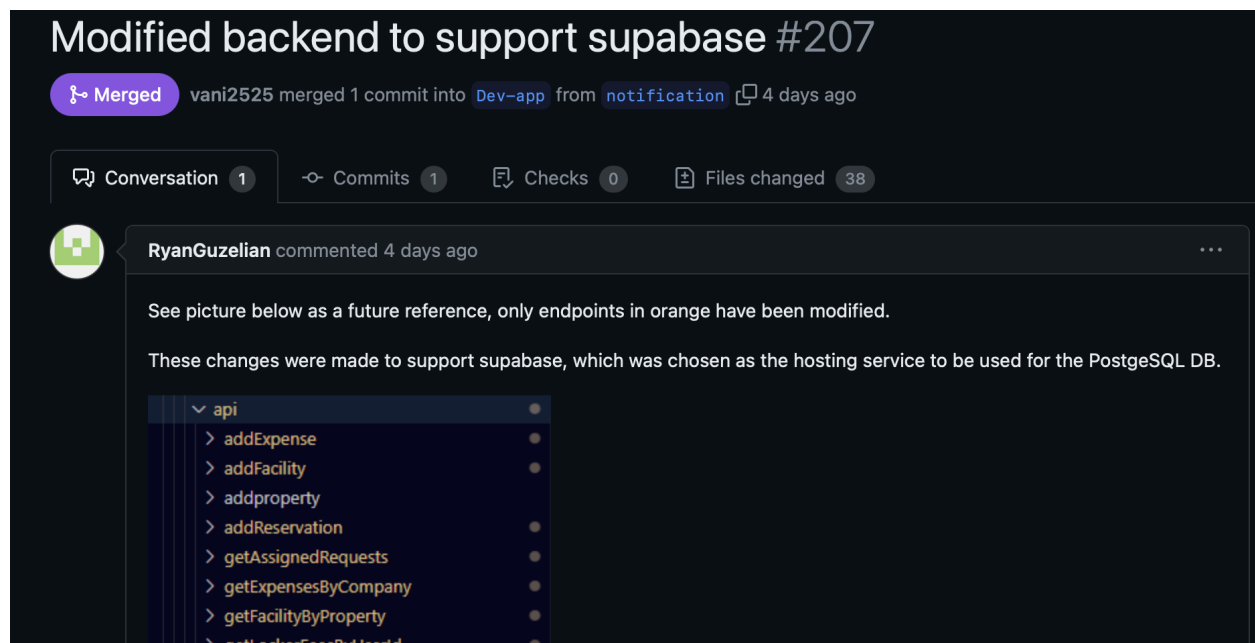 Modified backend to support supabase #207
Merged vani2525 merged 1 commit into Dev-app from notification 4 days ago
Conversation 1 Commits 1 Checks 0 Files changed 38
RyanGuzelian commented 4 days ago
See picture below as a future reference, only endpoints in orange have been modified.
These changes were made to support supabase, which was chosen as the hosting service to be used for the PostgeSQL DB.
api
addExpense
addFacility
addproperty
addReservation
getAssignedRequests
getExpensesByCompany
getFacilityByProperty